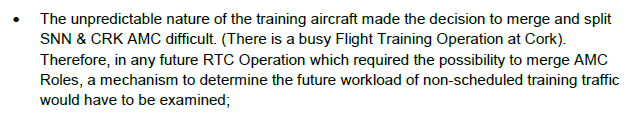 • The unpredictable nature of the training aircraft made the decision to merge and split
SNN & CRK AMC difficult. (There is a busy Flight Training Operation at Cork).
Therefore, in any future RTC Operation which required the possibility to merge AMC
Roles, a mechanism to determine the future workload of non-scheduled training traffic
would have to be examined;